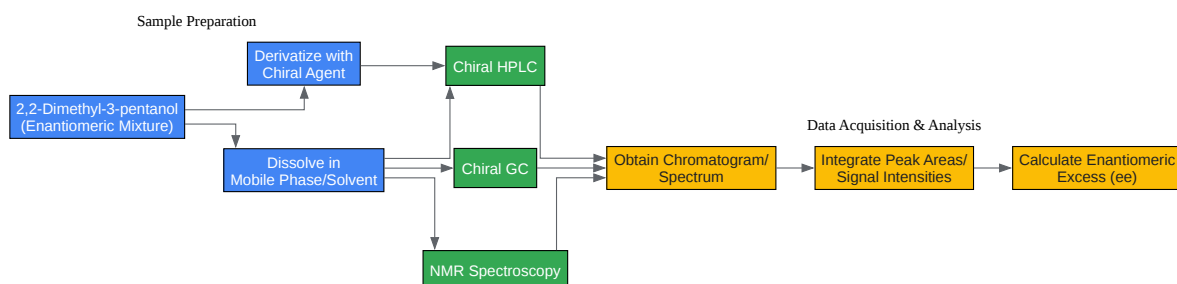 Sample Preparation
Derivatize with
Chiral Agent
Chiral HPLC
2,2-Dimethyl-3-pentanol
(Enantiomeric Mixture)
Dissolve in
Mobile Phase/Solvent
Chiral GC
NMR Spectroscopy
Data Acquisition & Analysis
Obtain Chromatogram/
Spectrum
Integrate Peak Areas/
Signal Intensities
Calculate Enantiomeric
Excess (ee)